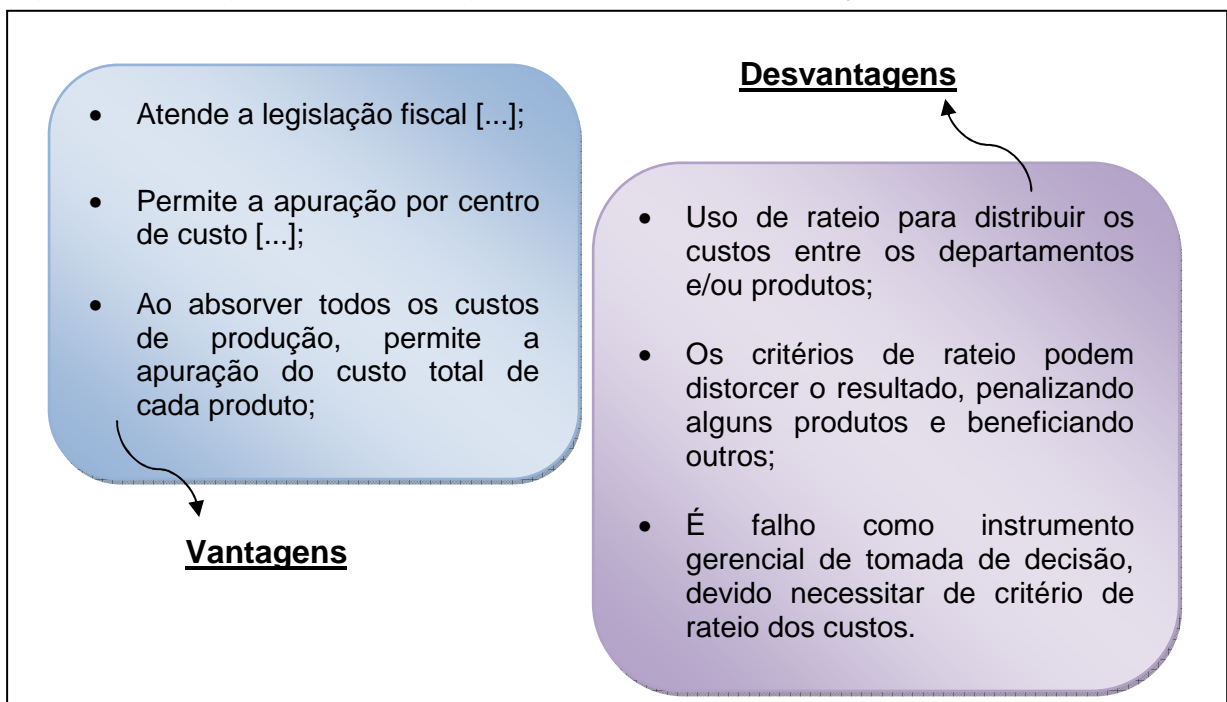 • Atende a legislação fiscal [...];
• Permite a apuração por centro
de custo [...];
• Ao absorver todos os custos
de produção, permite a
apuração do custo total de
cada produto;
Vantagens
Desvantagens
• Uso de rateio para distribuir os
custos entre os departamentos
e/ou produtos;
• Os critérios de rateio podem
distorcer o resultado, penalizando
alguns produtos e beneficiando
outros;
• É falho como instrumento
gerencial de tomada de decisão,
devido necessitar de critério de
rateio dos custos.